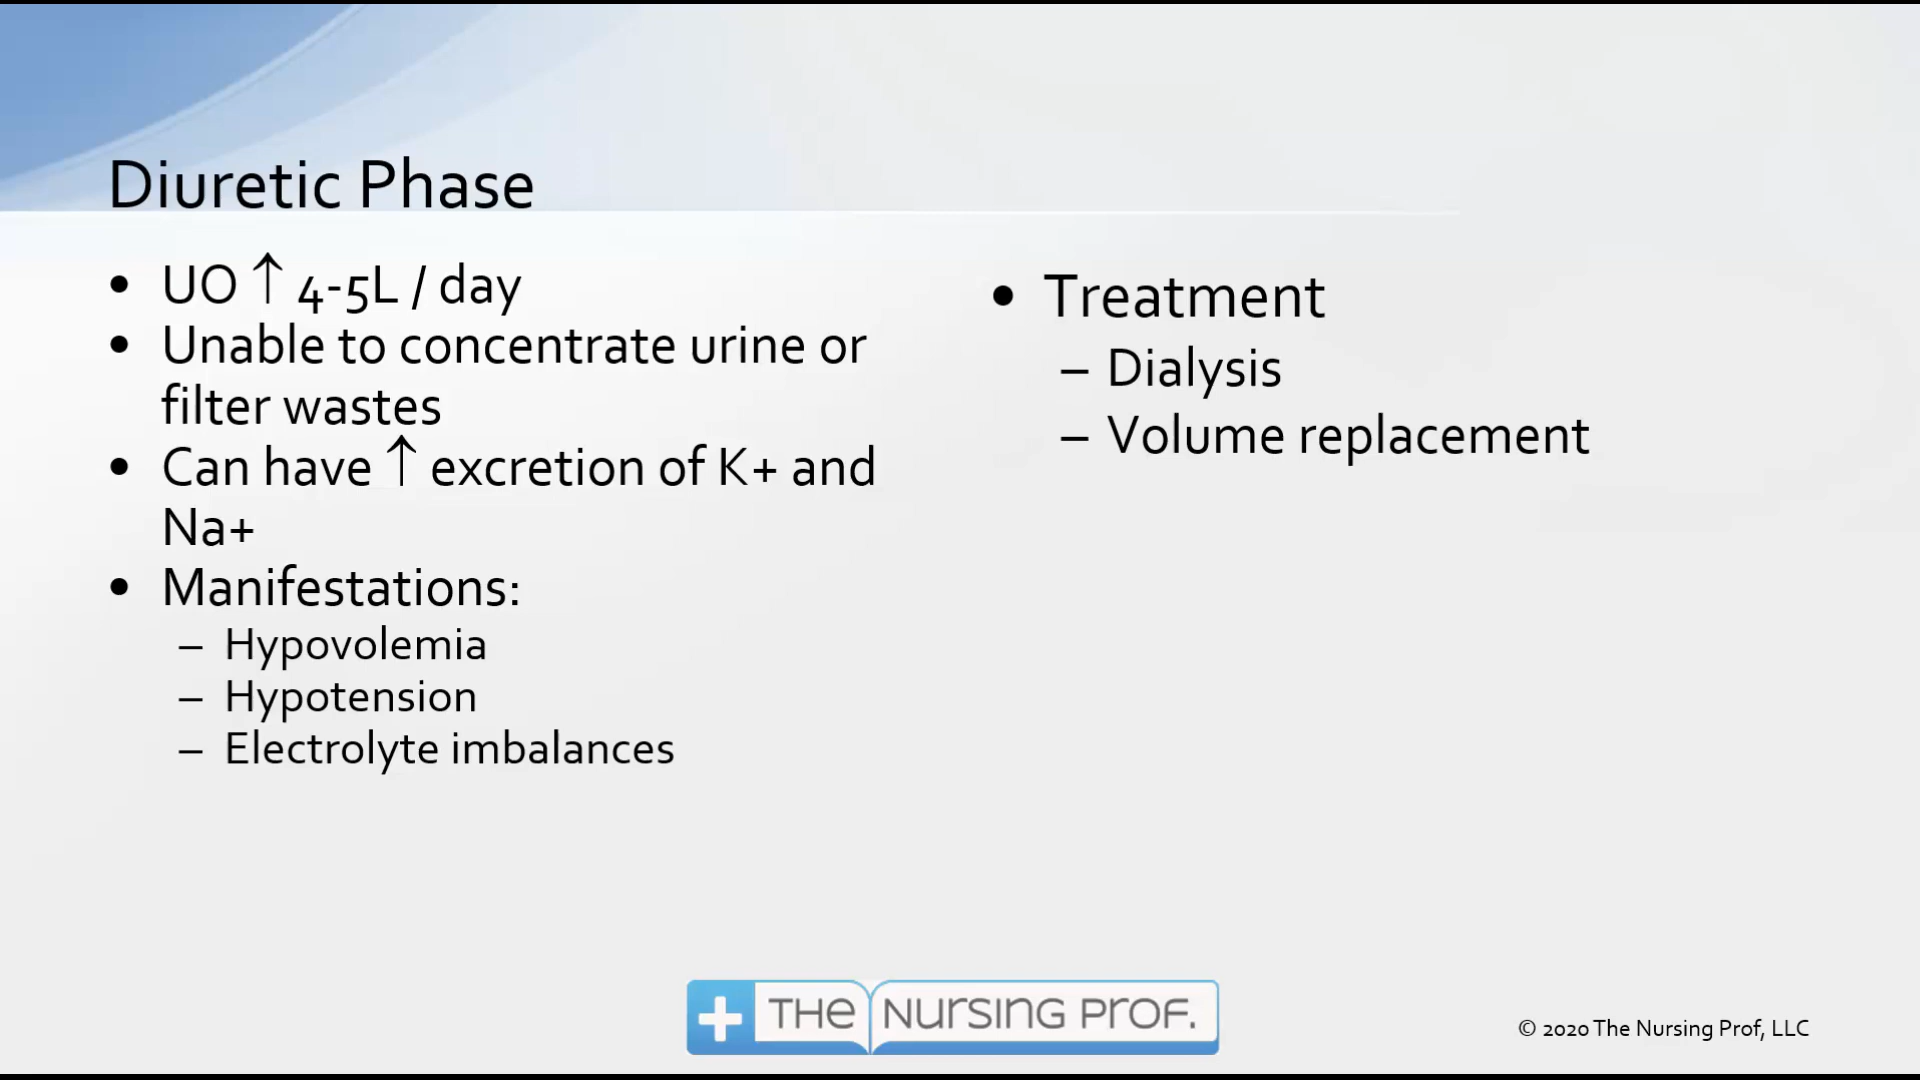 Diuretic Phase
• UO ↑ 4-5L / day
• Unable to concentrate urine or
filter wastes
• Can have ↑ excretion of K+ and
Na+
• Manifestations:
– Hypovolemia
– Hypotension
– Electrolyte imbalances
• Treatment
– Dialysis
– Volume replacement
THE NURSING PROF.
© 2020 The Nursing Prof, LLC